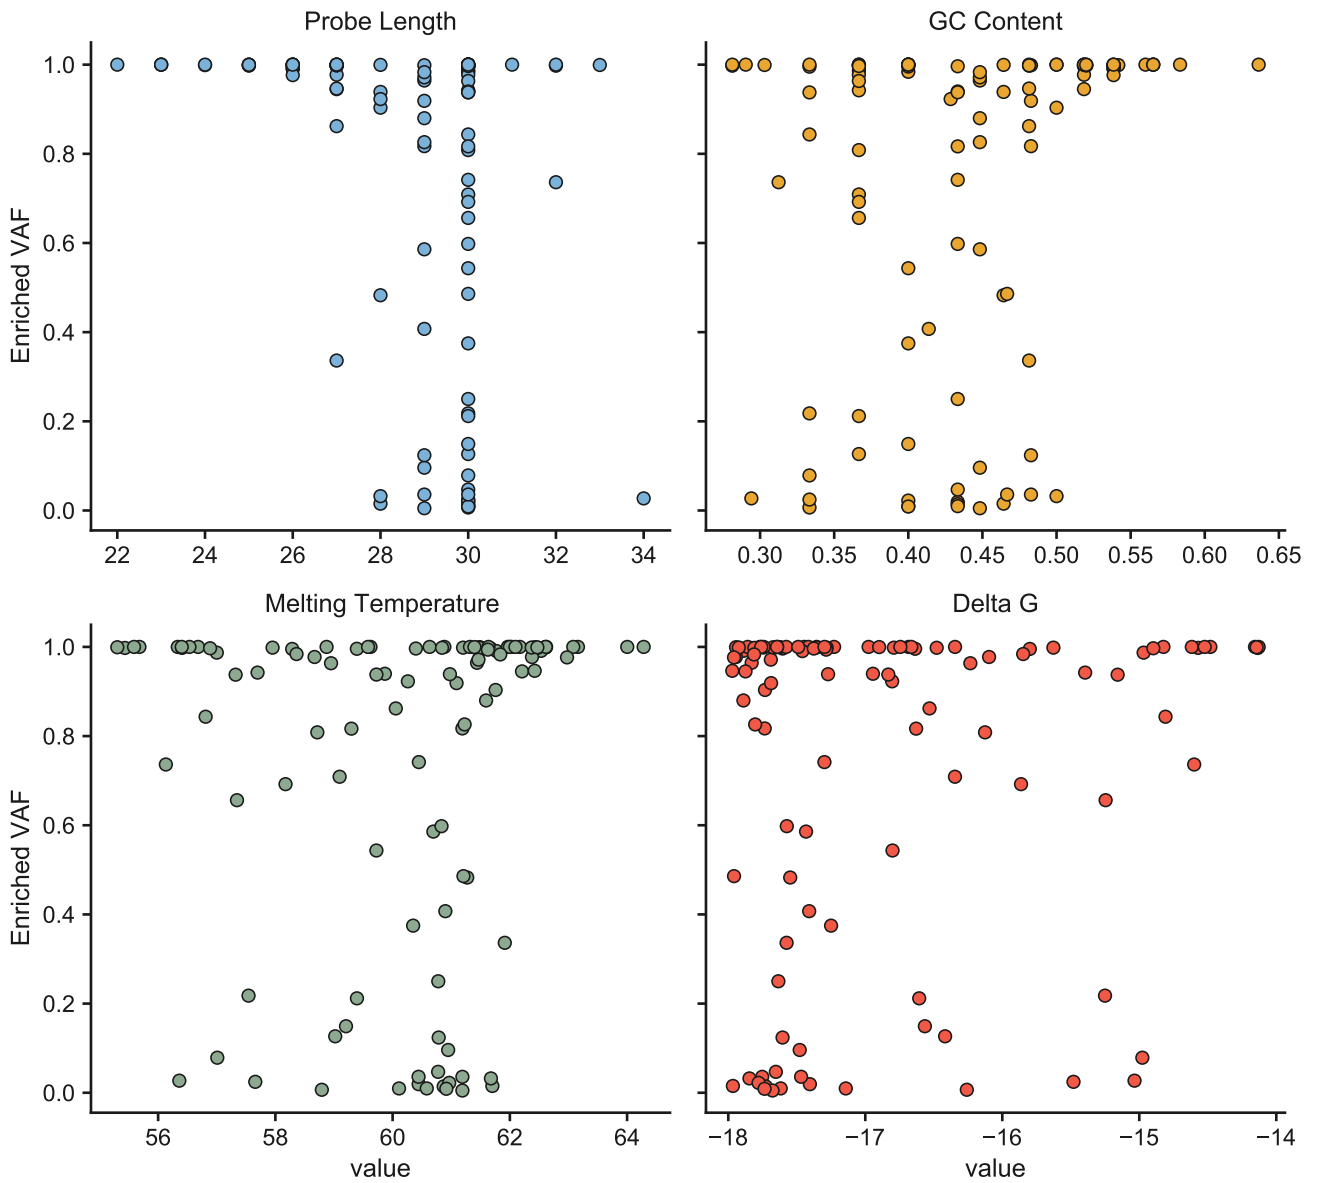 Probe Length
GC Content
Enriched VAF
1.0
0.8
0.6
0.4
0.2
0.0
22 24 26 28 30 32 34
0.30 0.35 0.40 0.45 0.50 0.55 0.60 0.65
Melting Temperature
Delta G
Enriched VAF
1.0
0.8
0.6
0.4
0.2
0.0
56 58 60 62 64
−18 −17 −16 −15 −14
value
value